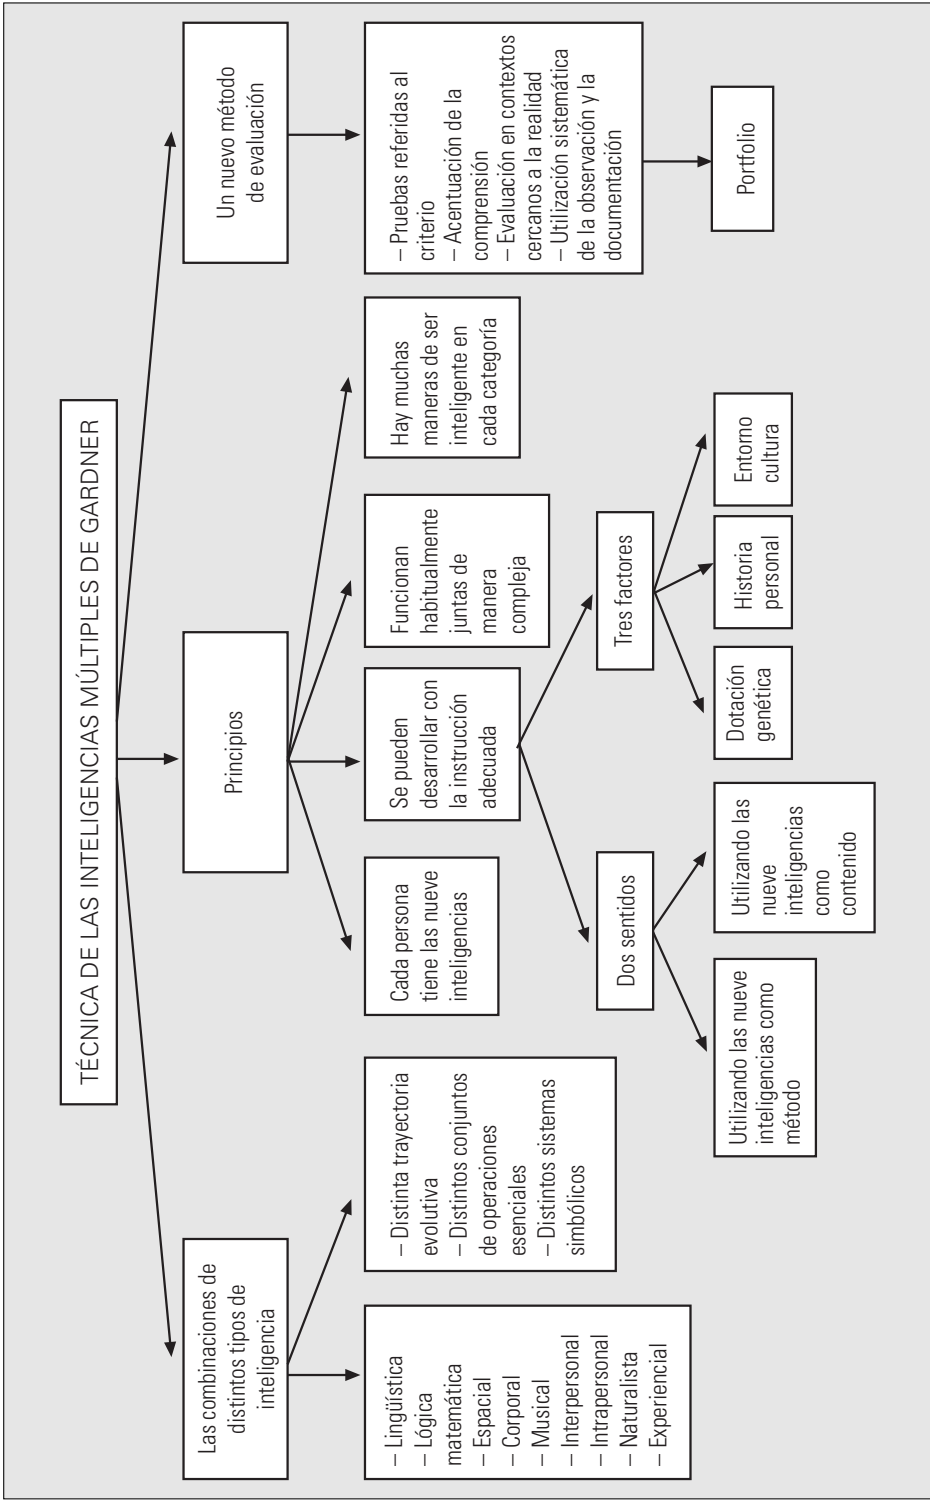 TÉCNICA DE LAS INTELIGENCIAS MÚLTIPLES DE GARDNER
Las combinaciones de
distintos tipos de
inteligencia
Principios
Un nuevo método
de evaluación
– Lingüística
– Lógica
matemática
– Espacial
– Corporal
– Musical
– Interpersonal
– Intrapersonal
– Naturalista
– Experiencial
– Distinta trayectoria
evolutiva
– Distintos conjuntos
de operaciones
esenciales
– Distintos sistemas
simbólicos
Cada persona
tiene las nueve
inteligencias
Se pueden
desarrollar con
la instrucción
adecuada
Funcionan
habitualmente
juntas de
manera
compleja
Hay muchas
maneras de ser
inteligente en
cada categoría
– Pruebas referidas al
criterio
– Acentuación de la
comprensión
– Evaluación en contextos
cercanos a la realidad
– Utilización sistemática
de la observación y la
documentación
Dos sentidos
Tres factores
Utilizando las nueve
inteligencias como
método
Utilizando las
nueve
inteligencias
como
contenido
Dotación
genética
Historia
personal
Entorno
cultura
Portfolio